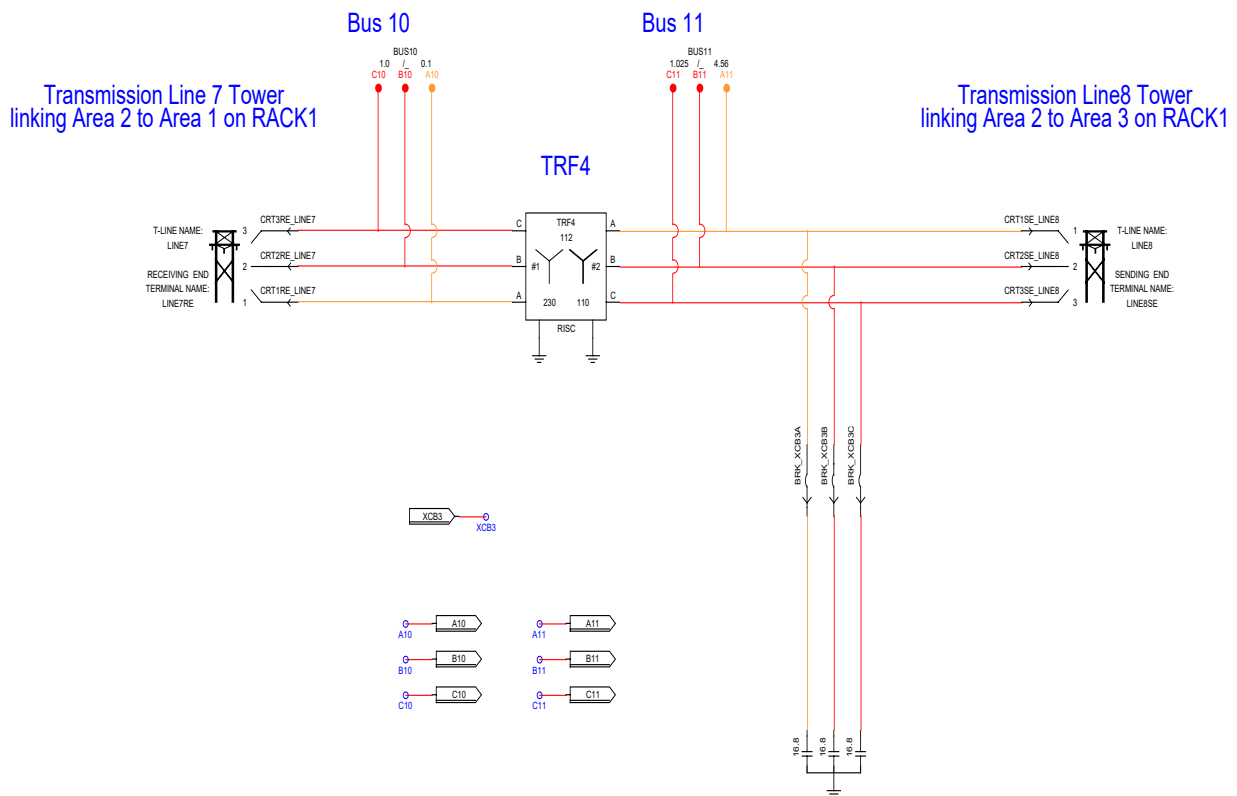 Bus 10
Bus 11
BUS10
1.0 /_ 0.1
C10 B10 A10
BUS11
1.025 /_ 4.56
C11 B11 A11
Transmission Line 7 Tower
linking Area 2 to Area 1 on RACK1
Transmission Line8 Tower
linking Area 2 to Area 3 on RACK1
TRF4
T-LINE NAME:
LINE7
RECEIVING END
TERMINAL NAME:
LINE7RE
3
2
1
CRT3RE_LINE7
CRT2RE_LINE7
CRT1RE_LINE7
C
B
A
TRF4
112
#1 #2
230 110
RISC
A
B
C
CRT1SE_LINE8
CRT2SE_LINE8
CRT3SE_LINE8
1
2
3
T-LINE NAME:
LINE8
SENDING END
TERMINAL NAME:
LINE8SE
BRK_XCB3A
BRK_XCB3B
BRK_XCB3C
XCB3
XCB3
A10
A10
A11
A11
B10
B10
B11
B11
C10
C10
C11
C11
16.8
16.8
16.8